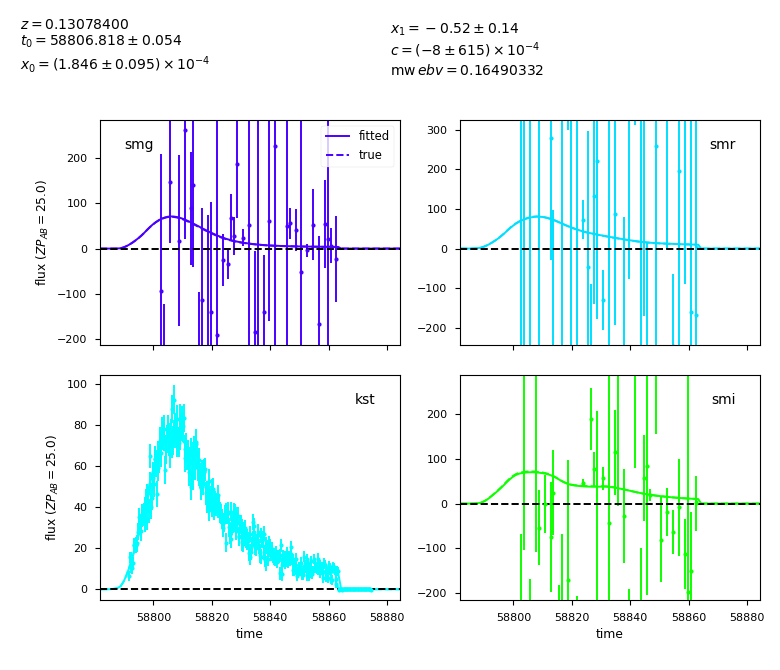 z = 0.13078400
t₀ = 58806.818 ± 0.054
x₀ = (1.846 ± 0.095) × 10⁻⁴
x₁ = −0.52 ± 0.14
c = (−8 ± 615) × 10⁻⁴
mw ebv = 0.16490332
smg
fitted
true
200
100
0
−100
−200
flux (ZP_AB = 25.0)
smr
300
200
100
0
−100
−200
kst
100
80
60
40
20
0
flux (ZP_AB = 25.0)
58800 58820 58840 58860 58880
time
smi
200
100
0
−100
−200
58800 58820 58840 58860 58880
time